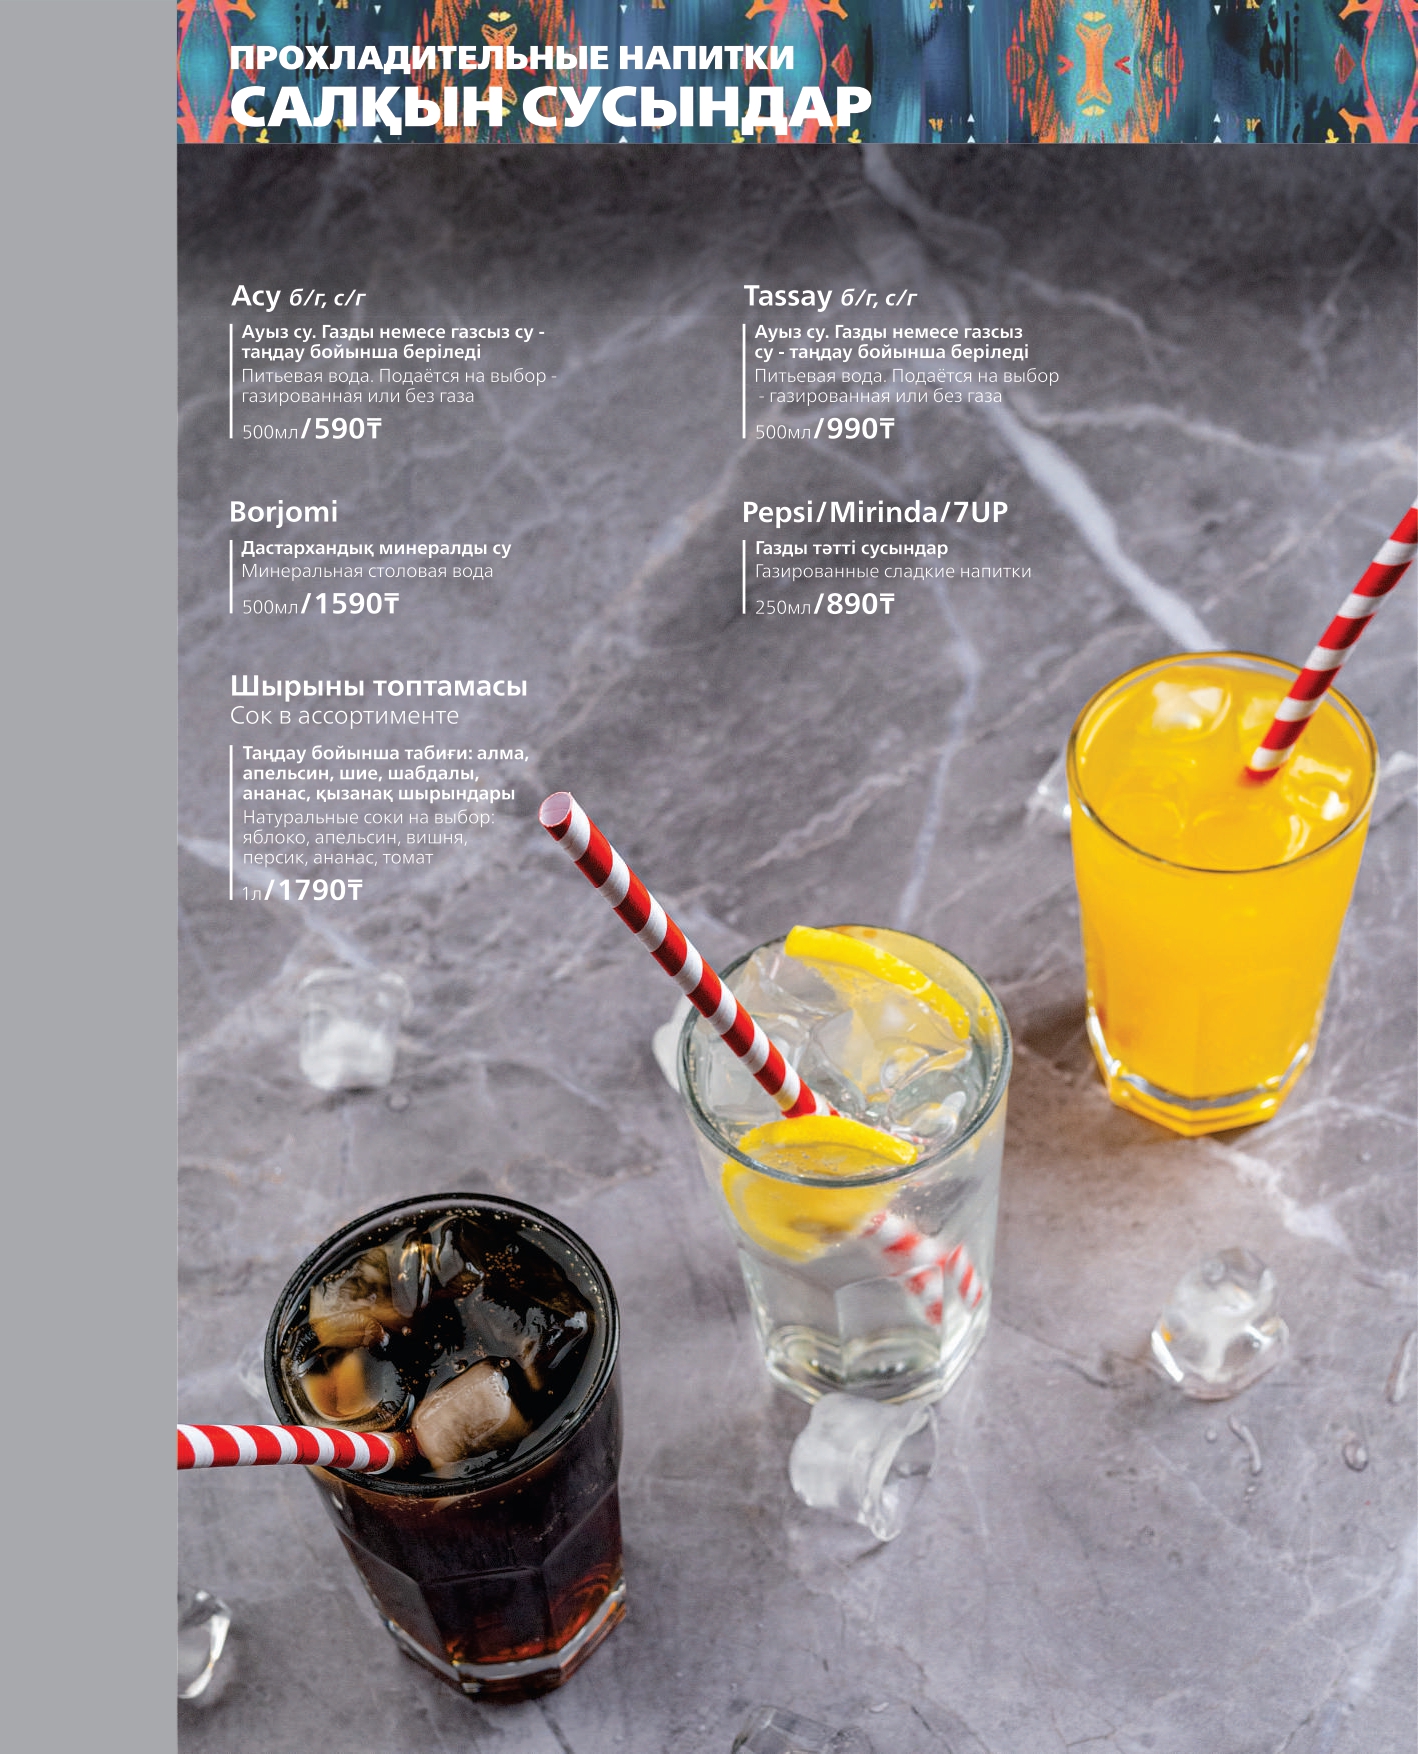 ПРОХЛАДИТЕЛЬНЫЕ НАПИТКИ
САЛҚЫН СУСЫНДАР
Асу б/г, с/г
Ауыз су. Газды немесе газсыз су -
таңдау бойынша беріледі
Питьевая вода. Подаётся на выбор -
газированная или без газа
500мл/590₸
Tassay б/г, с/г
Ауыз су. Газды немесе газсыз
су - таңдау бойынша беріледі
Питьевая вода. Подаётся на выбор
- газированная или без газа
500мл/990₸
Borjomi
Дастархандық минералды су
Минеральная столовая вода
500мл/1590₸
Pepsi/Mirinda/7UP
Газды тәтті сусындар
Газированные сладкие напитки
250мл/890₸
Шырыны топтамасы
Сок в ассортименте
Таңдау бойынша табиғи: алма,
апельсин, шие, шабдалы,
ананас, қызанақ шырындары
Натуральные соки на выбор:
яблоко, апельсин, вишня,
персик, ананас, томат
1л/1790₸